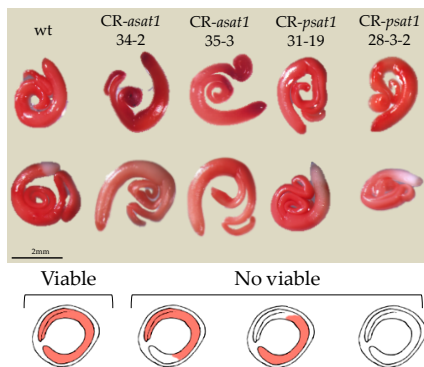 wt
CR-asat1
34-2
CR-asat1
35-3
CR-psat1
31-19
CR-psat1
28-3-2
2mm
Viable
No viable